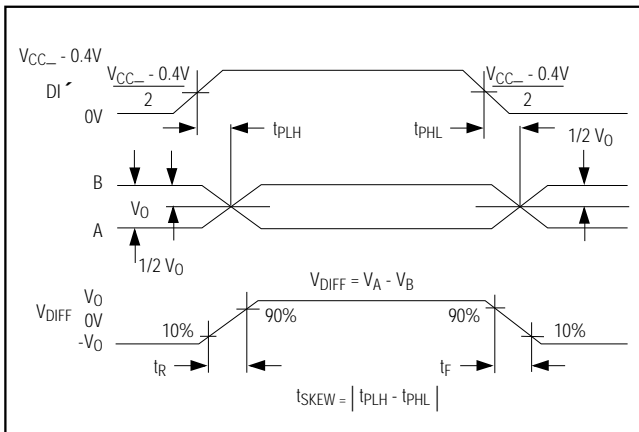 VCC_ - 0.4V
DI´
0V
VCC_ - 0.4V
2
VCC_ - 0.4V
2
tPLH
tPHL
1/2 VO
B
VO
A
1/2 VO
VDIFF = VA - VB
VDIFF
VO
0V
-VO
10%
90%
90%
10%
tR
tF
tSKEW = | tPLH - tPHL |